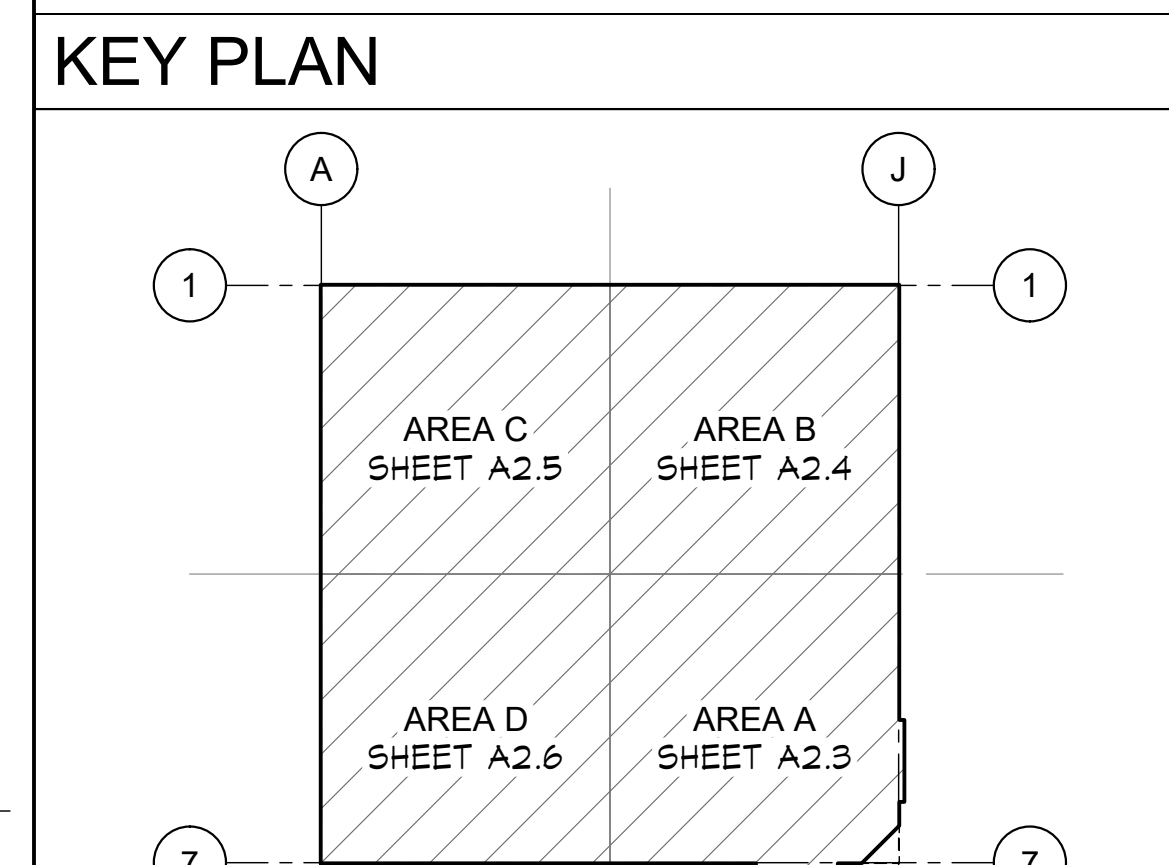 KEY PLAN
A
J
1
1
AREA C
SHEET A2.5
AREA B
SHEET A2.4
AREA D
SHEET A2.6
AREA A
SHEET A2.3
7
7